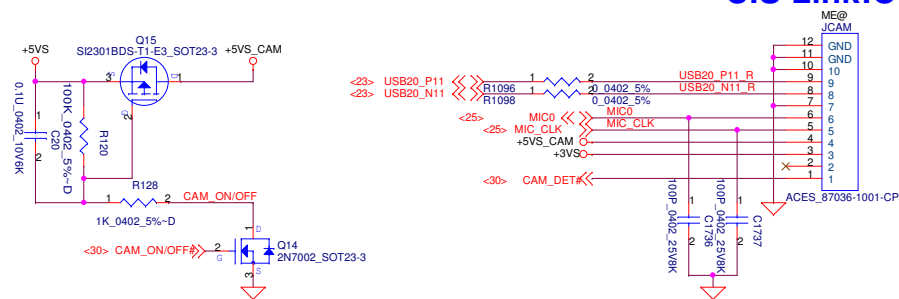 ME@
JCAM
Q15
SI2301BDS-T1-E3_SOT23-3
+5VS
+5VS_CAM
3
S
D
1
G
2
0.1U_0402_10V6K
C20
1
2
100K_0402_5%~D
R120
R128
CAM_ON/OFF
1
2
1K_0402_5%~D
<30> CAM_ON/OFF#
2
G
1
D
Q14
2N7002_SOT23-3
S
3
<23> USB20_P11
1
2
USB20_P11_R
R1096
0_0402_5%
<23> USB20_N11
1
2
USB20_N11_R
R1098
0_0402_5%
<25> MIC0
MIC0
<25> MIC_CLK
MIC_CLK
+5VS_CAM
+3VS
<30> CAM_DET#
12 GND
11 GND
10 10
9 9
8 8
7 7
6 6
5 5
4 4
3 3
2 2
1 1
ACES_87036-1001-CP
100P_0402_25V8K
1
2
C1736
100P_0402_25V8K
1
2
C1737